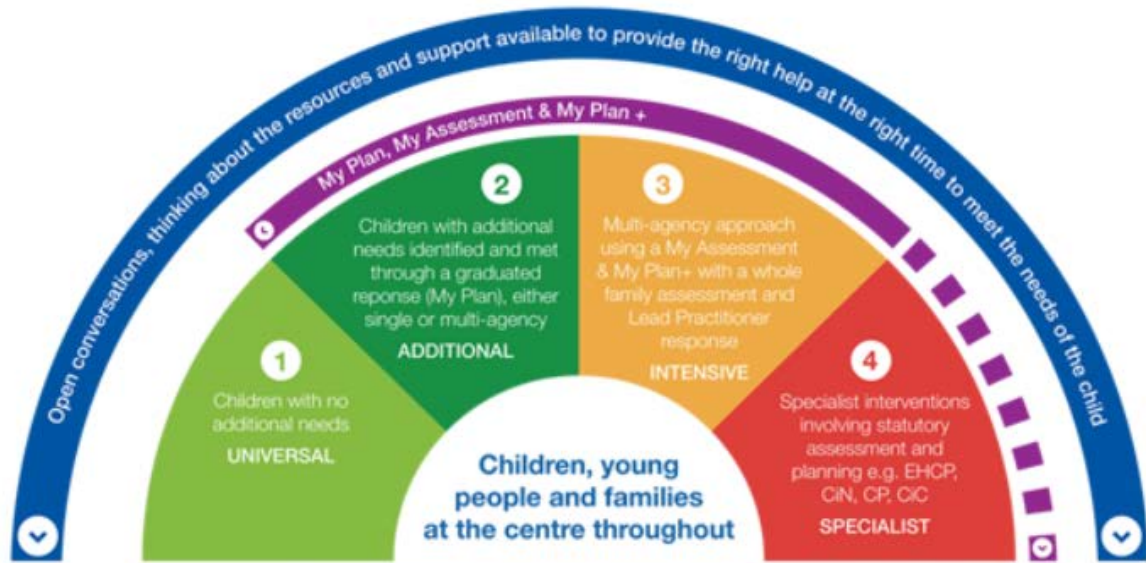 Open conversations, thinking about the resources and support available to provide the right help at the right time to meet the needs of the child
My Plan, My Assessment & My Plan +
1
Children with no
additional needs
UNIVERSAL
2
Children with additional
needs identified and met
through a graduated
reponse (My Plan), either
single or multi-agency
ADDITIONAL
3
Multi-agency approach
using a My Assessment
& My Plan+ with a whole
family assessment and
Lead Practitioner
response
INTENSIVE
4
Specialist interventions
involving statutory
assessment and
planning e.g. EHCP,
CiN, CP, CiC
SPECIALIST
Children, young
people and families
at the centre throughout